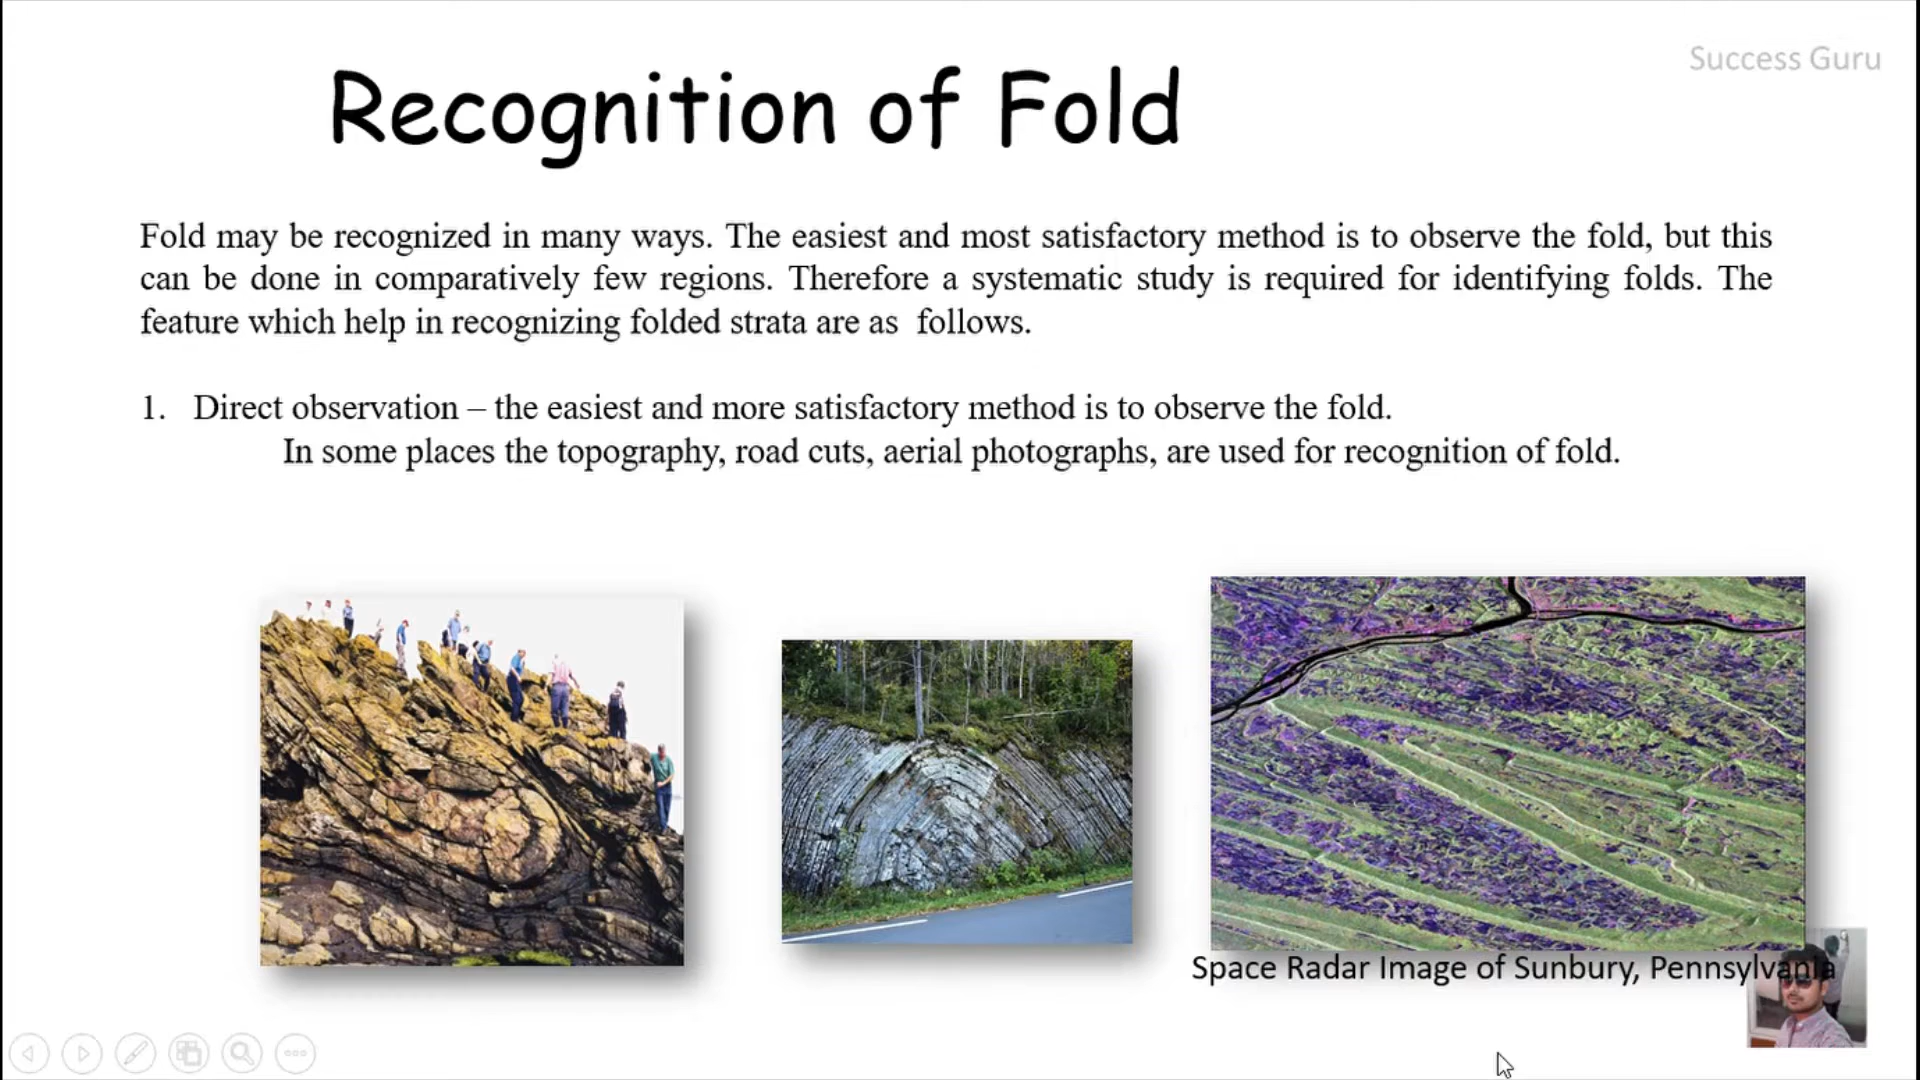 Success Guru
Recognition of Fold
Fold may be recognized in many ways. The easiest and most satisfactory method is to observe the fold, but this
can be done in comparatively few regions. Therefore a systematic study is required for identifying folds. The
feature which help in recognizing folded strata are as follows.
1. Direct observation – the easiest and more satisfactory method is to observe the fold.
In some places the topography, road cuts, aerial photographs, are used for recognition of fold.
Space Radar Image of Sunbury, Pennsylvania